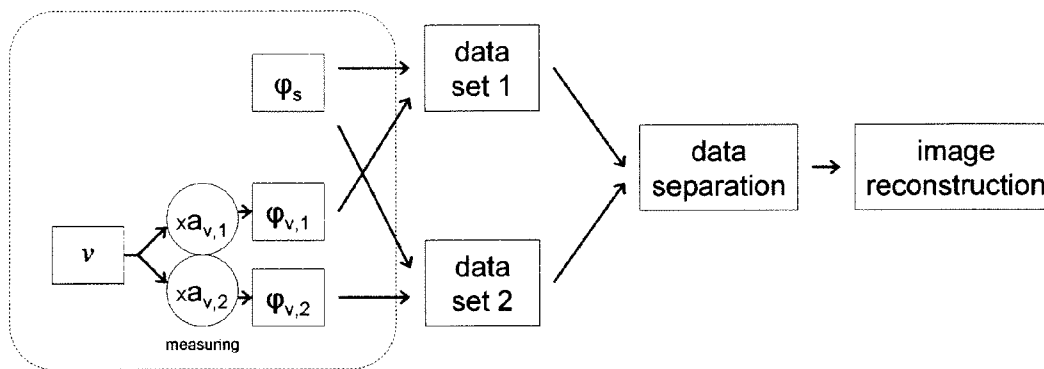 φs
data
set 1
v
xav,1
φv,1
xav,2
φv,2
measuring
data
set 2
data
separation
image
reconstruction